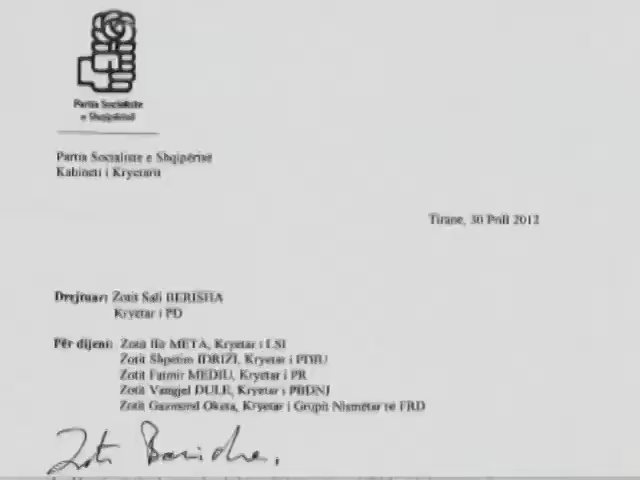 Partia Socialiste
e Shqipërisë
Partia Socialiste e Shqipërisë
Kabineti i Kryetarit
Tirane, 30 Prill 2012
Drejtuar: Zotit Sali BERISHA
Kryetar i PD
Për dijeni: Zotit Ilir META, Kryetar i LSI
Zotit Shpetim IDRIZI, Kryetar i PDIU
Zotit Fatmir MEDIU, Kryetar i PR
Zotit Vangjel DULE, Kryetar i PBDNJ
Zotit Gazmend Oketa, Kryetar i Grupit Nismëtar të FRD
Zoti Berisha,